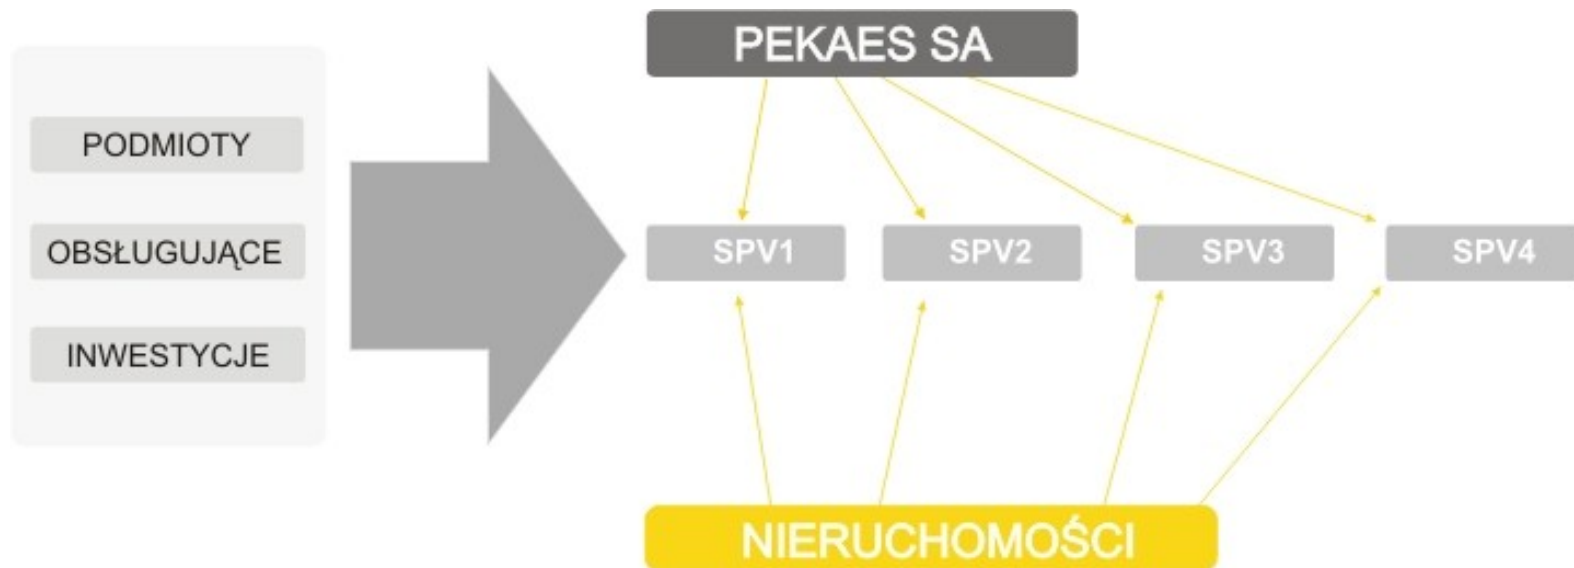 PODMIOTY
OBSŁUGUJĄCE
INWESTYCJE
PEKAES SA
SPV1
SPV2
SPV3
SPV4
NIERUCHOMOŚCI